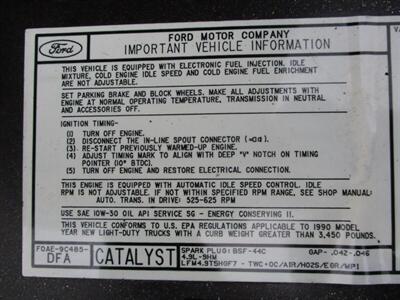 FORD MOTOR COMPANY
Ford
IMPORTANT VEHICLE INFORMATION
THIS VEHICLE IS EQUIPPED WITH ELECTRONIC FUEL INJECTION. IDLE
MIXTURE, COLD ENGINE IDLE SPEED AND COLD ENGINE FUEL ENRICHMENT
ARE NOT ADJUSTABLE.
SET PARKING BRAKE AND BLOCK WHEELS. MAKE ALL ADJUSTMENTS WITH
ENGINE AT NORMAL OPERATING TEMPERATURE, TRANSMISSION IN NEUTRAL
AND ACCESSORIES OFF.
IGNITION TIMING-
(1) TURN OFF ENGINE.
(2) DISCONNECT THE IN-LINE SPOUT CONNECTOR
(3) RE-START PREVIOUSLY WARMED-UP ENGINE.
(4) ADJUST TIMING MARK TO ALIGN WITH DEEP "V" NOTCH ON TIMING
POINTER (10° BTDC).
(5) TURN OFF ENGINE AND RESTORE ELECTRICAL CONNECTION.
THIS ENGINE IS EQUIPPED WITH AUTOMATIC IDLE SPEED CONTROL. IDLE
RPM IS NOT ADJUSTABLE. IF NOT WITHIN SPECIFIED RPM RANGE, SEE SHOP MANUAL:
AUTO. TRANS. IN DRIVE: 525-625 RPM
USE SAE 10W-30 OIL API SERVICE SG - ENERGY CONSERVING II.
THIS VEHICLE CONFORMS TO U.S. EPA REGULATIONS APPLICABLE TO 1990 MODEL
YEAR NEW LIGHT-DUTY TRUCKS WITH A CURB WEIGHT GREATER THAN 3,450 POUNDS.
F0AE-9C485-
DFA
CATALYST
SPARK PLUG: BSF-44C GAP- .042-.046
4.9L-9HM
LFM4.9T5HGF7 - TWC+OC/AIR/HO2S/EGR/MPI